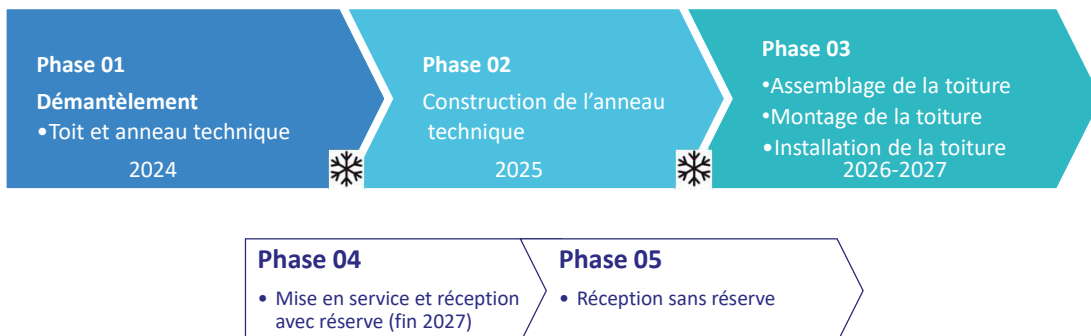 Phase 01
Démantèlement
•Toit et anneau technique
2024
Phase 02
Construction de l’anneau
technique
2025
Phase 03
•Assemblage de la toiture
•Montage de la toiture
•Installation de la toiture
2026-2027
Phase 04
• Mise en service et réception
avec réserve (fin 2027)
Phase 05
• Réception sans réserve